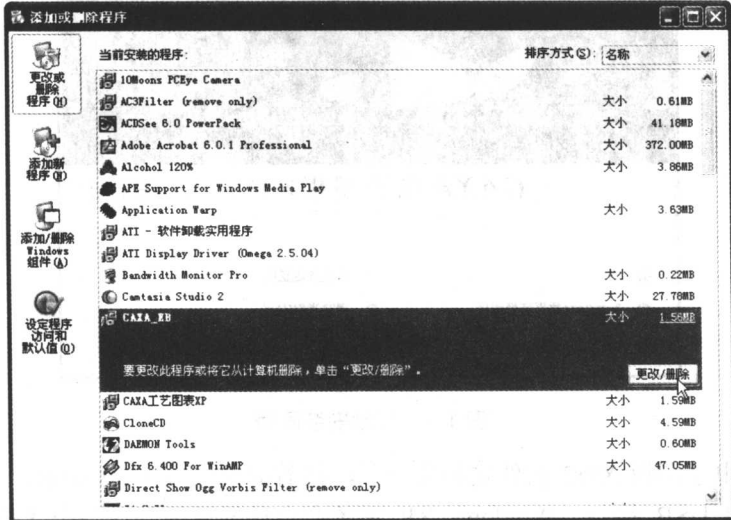 添加或删除程序
当前安装的程序: 排序方式(S): 名称
更改或
删除
程序(H)
添加新
程序(N)
添加/删除
Windows
组件(A)
设定程序
访问和
默认值(O)
10Moons PCEye Camera
AC3Filter (remove only) 大小 0.61MB
ACDSee 6.0 PowerPack 大小 41.18MB
Adobe Acrobat 6.0.1 Professional 大小 372.00MB
Alcohol 120% 大小 3.86MB
APE Support for Windows Media Play
Application Warp 大小 3.63MB
ATI - 软件卸载实用程序
ATI Display Driver (Omega 2.5.04)
Bandwidth Monitor Pro 大小 0.22MB
Camtasia Studio 2 大小 27.78MB
CAXA_EB 大小 1.56MB
要更改此程序或将它从计算机删除，单击“更改/删除”。
更改/删除
CAXA工艺图表XP 大小 1.59MB
CloneCD 大小 4.59MB
DAEMON Tools 大小 0.60MB
Dfx 6.400 For WinAMP 大小 47.05MB
Direct Show Ogg Vorbis Filter (remove only)